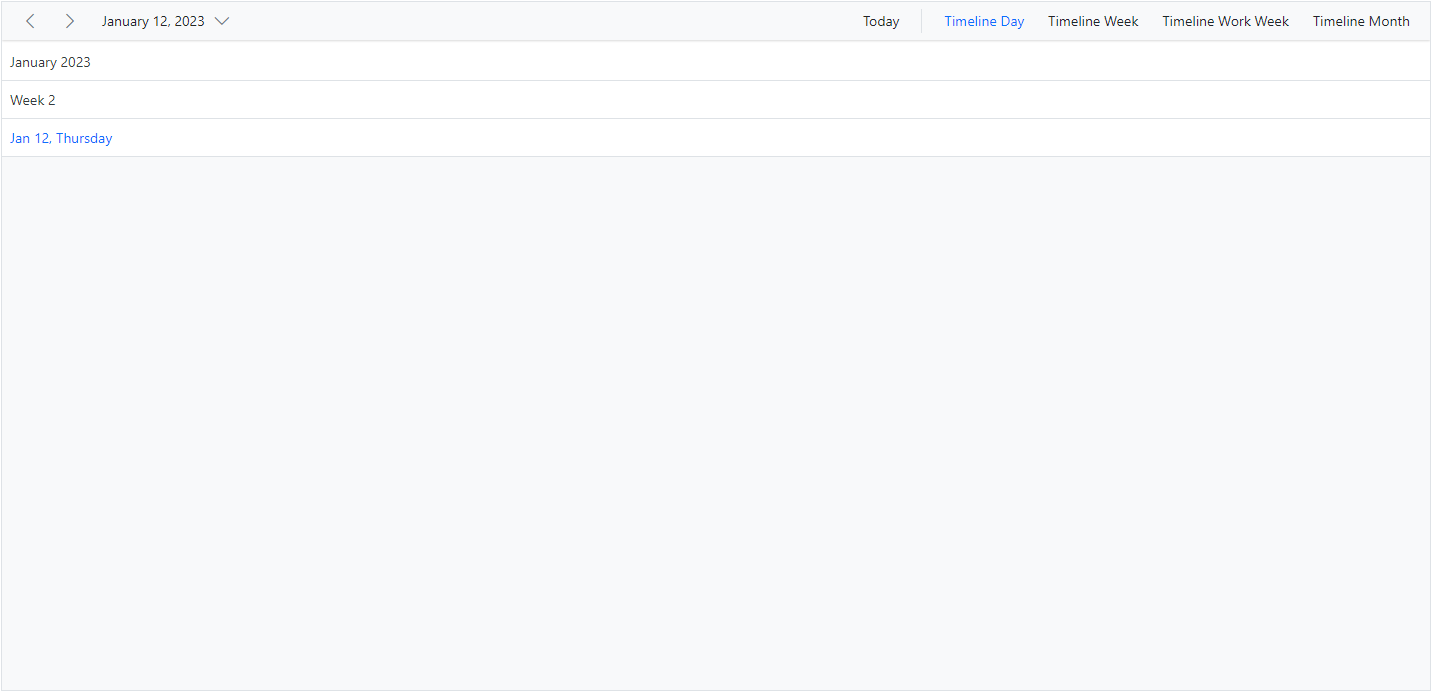 January 12, 2023 Today Timeline Day Timeline Week Timeline Work Week Timeline Month
January 2023
Week 2
Jan 12, Thursday